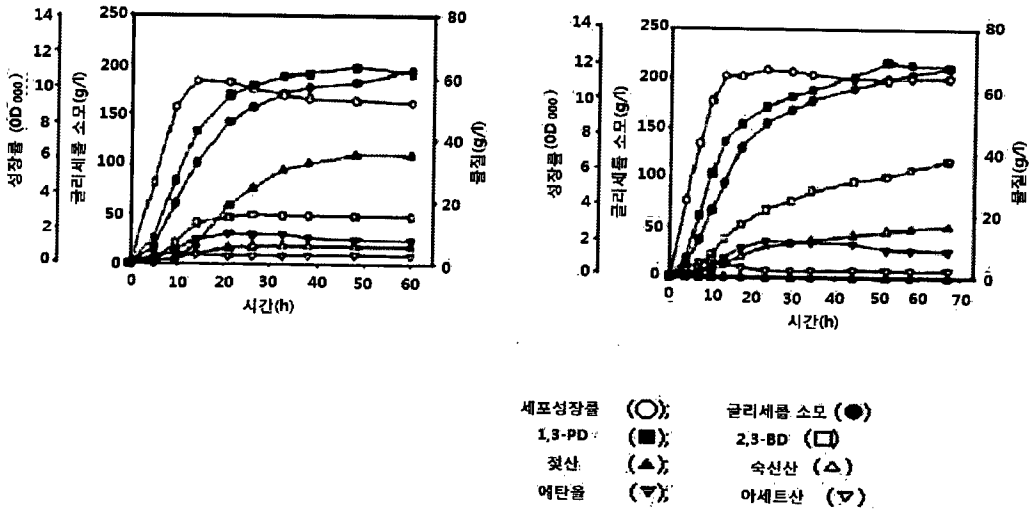 14 12 10 8 6 4 2 0
성장률 (OD 000)
250 200 150 100 50 0
글리세롤 소모(g/l)
80 60 40 20 0
물질(g/l)
0 10 20 30 40 50 60
시간(h)
14 12 10 8 6 4 2 .0
성장률(OD 000)
250 200 150 100 50 0
글리세롤 소모(g/l)
80 60 40 20 0
물질(g/l)
0 10 20 30 40 50 60 70
시간(h)
세포성장률 (○); 글리세롤 소모 (●)
1,3-PD (■); 2,3-BD (□)
젖산 (▲); 숙신산 (△)
에탄올 (▼); 아세트산 (▽)